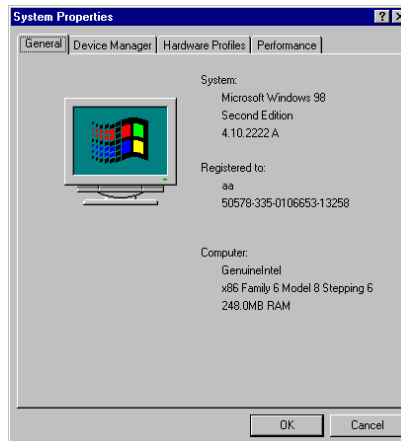 System Properties
General Device Manager Hardware Profiles Performance
System:
Microsoft Windows 98
Second Edition
4.10.2222 A
Registered to:
aa
50578-335-0106653-13258
Computer:
GenuineIntel
x86 Family 6 Model 8 Stepping 6
248.0MB RAM
OK Cancel